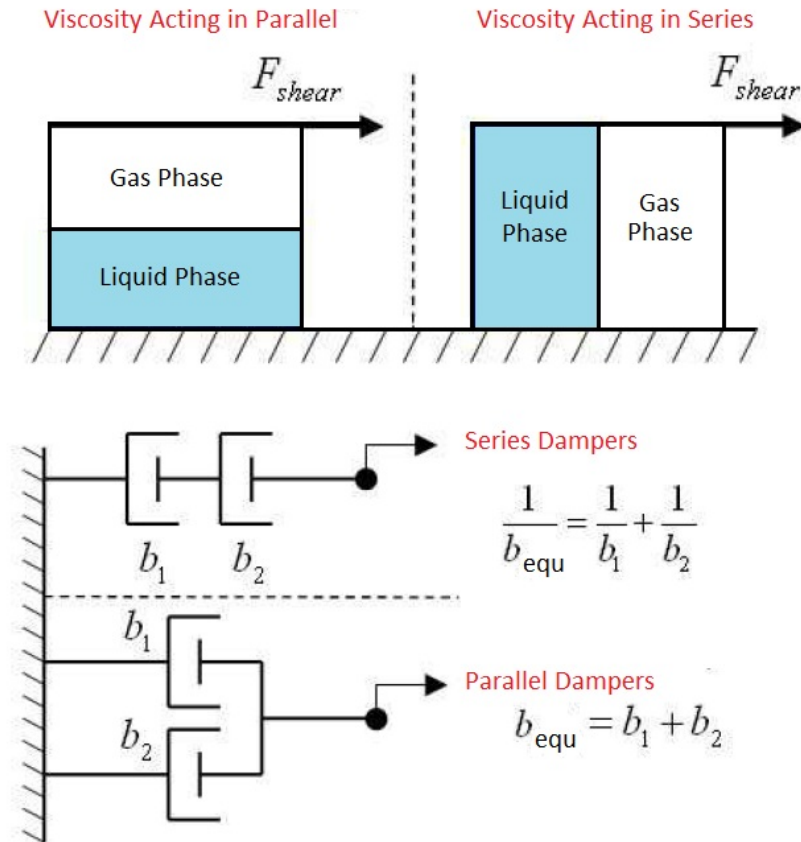 Viscosity Acting in Parallel
Viscosity Acting in Series
F_shear
F_shear
Gas Phase
Liquid Phase
Liquid Phase
Gas Phase
Series Dampers
1/b_equ = 1/b_1 + 1/b_2
b_1
b_2
b_1
b_2
Parallel Dampers
b_equ = b_1 + b_2